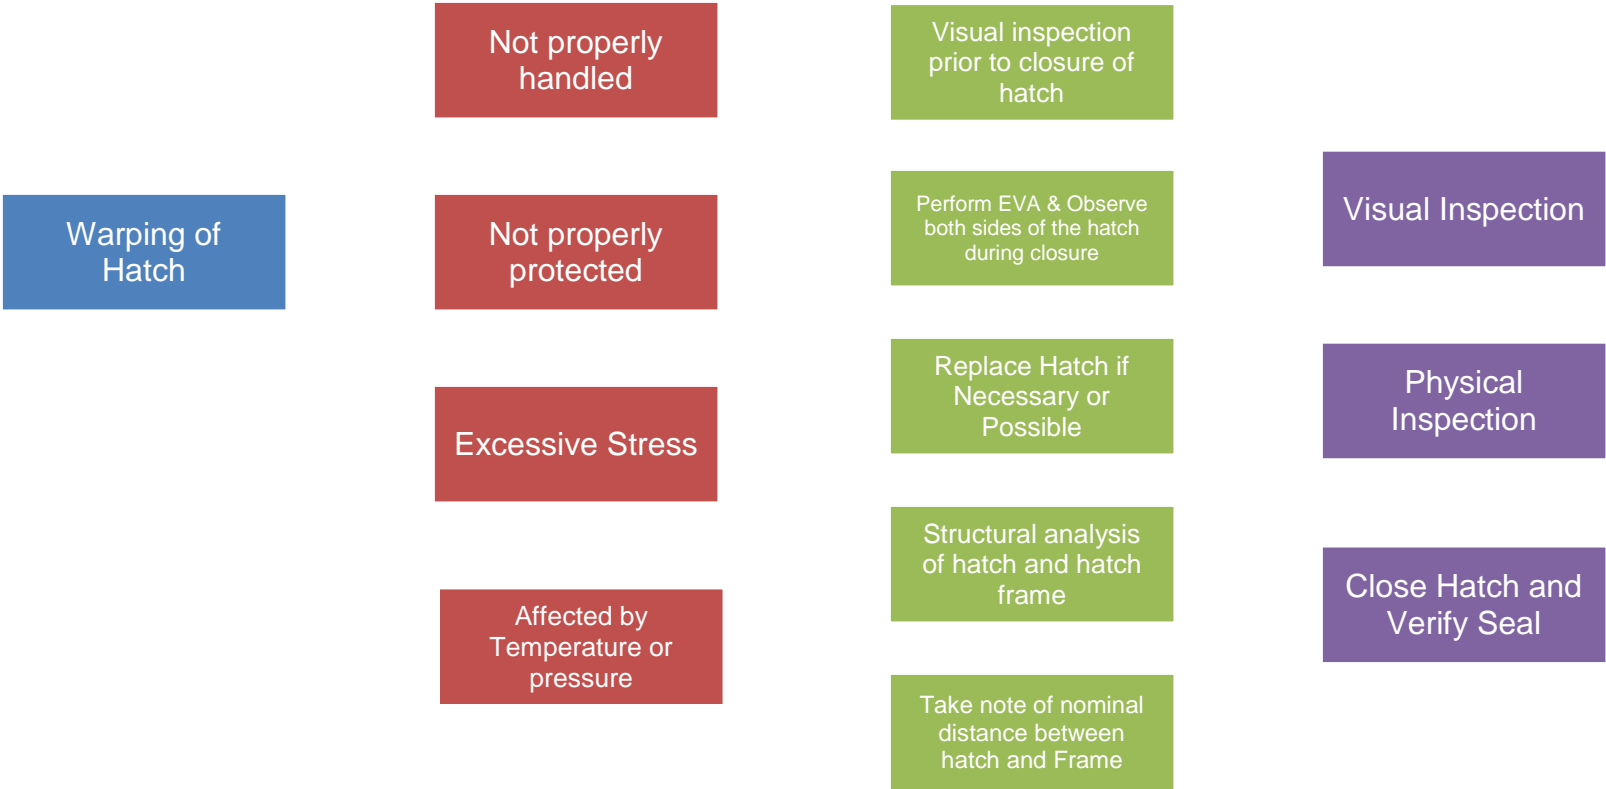 Warping of
Hatch
Not properly
handled
Not properly
protected
Excessive Stress
Affected by
Temperature or
pressure
Visual inspection
prior to closure of
hatch
Perform EVA & Observe
both sides of the hatch
during closure
Replace Hatch if
Necessary or
Possible
Structural analysis
of hatch and hatch
frame
Take note of nominal
distance between
hatch and Frame
Visual Inspection
Physical
Inspection
Close Hatch and
Verify Seal